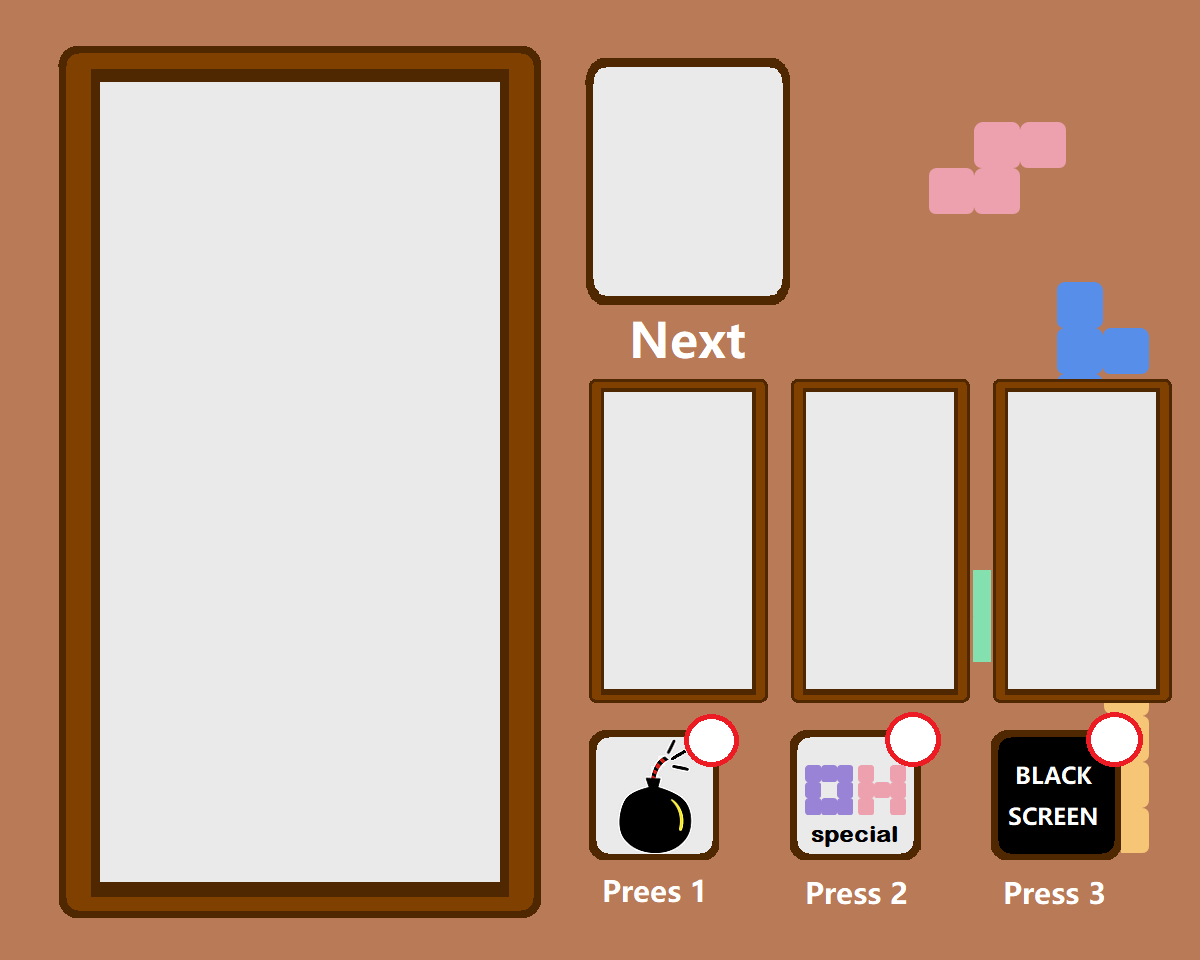 Next
BLACK
SCREEN
special
Prees 1
Press 2
Press 3